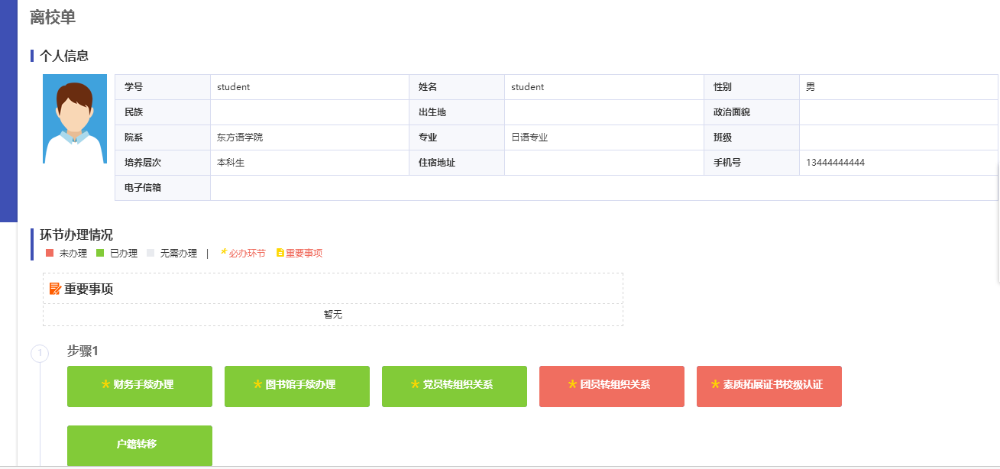 离校单
个人信息
学号 student 姓名 student 性别 男
民族 出生地 政治面貌
院系 东方语学院 专业 日语专业 班级
培养层次 本科生 住宿地址 手机号 13444444444
电子信箱
环节办理情况
未办理 已办理 无需办理 | 必办环节 重要事项
重要事项
暂无
1 步骤1
财务手续办理 图书馆手续办理 党员转组织关系 团员转组织关系 素质拓展证书校级认证
户籍转移